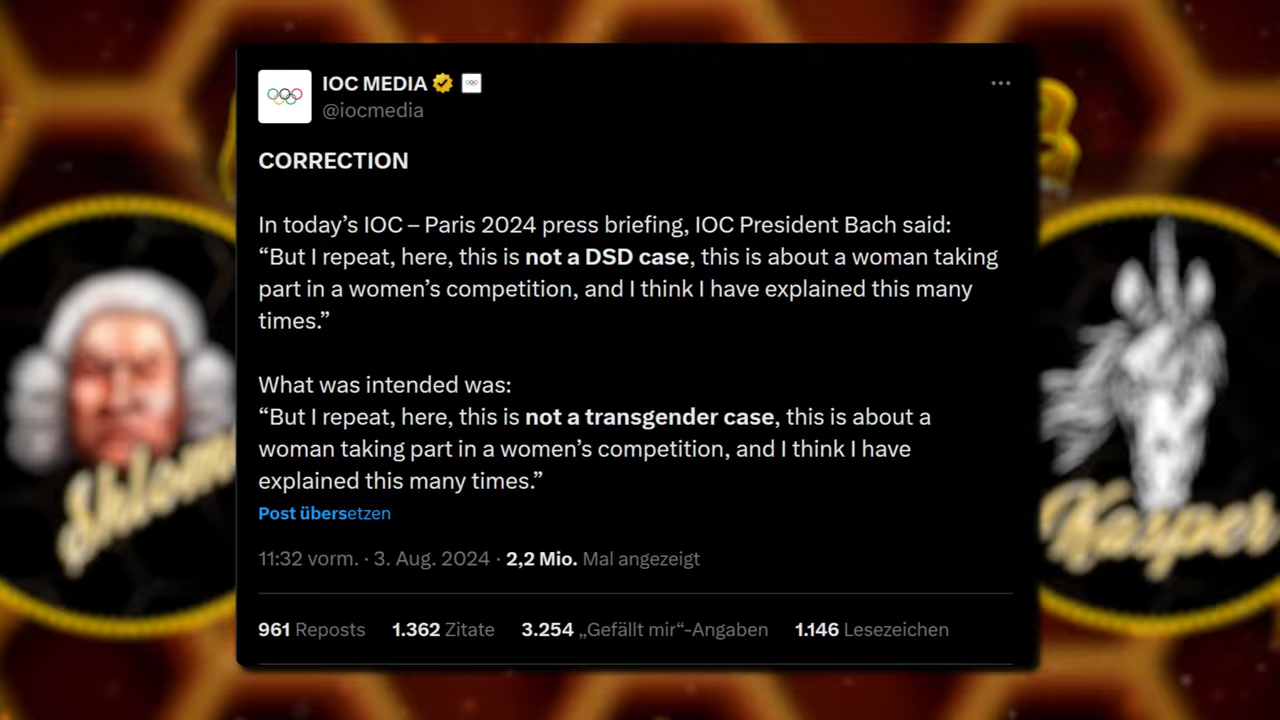 IOC MEDIA
@iocmedia
CORRECTION
In today’s IOC – Paris 2024 press briefing, IOC President Bach said:
“But I repeat, here, this is not a DSD case, this is about a woman taking
part in a women’s competition, and I think I have explained this many
times.”
What was intended was:
“But I repeat, here, this is not a transgender case, this is about a
woman taking part in a women’s competition, and I think I have
explained this many times.”
Post übersetzen
11:32 vorm. · 3. Aug. 2024 · 2,2 Mio. Mal angezeigt
961 Reposts 1.362 Zitate 3.254 „Gefällt mir“-Angaben 1.146 Lesezeichen
Kasper